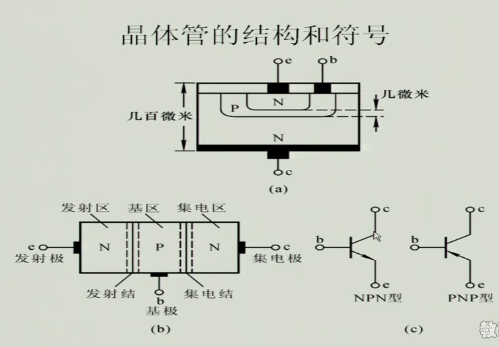 晶体管的结构和符号
e b
几微米
N
P
几百微米
N
c
(a)
发射区 基区 集电区
e N P N c
发射极 集电极
发射结 b 集电结
基极
(b)
c c
b b
e e
NPN型 PNP型
(c)